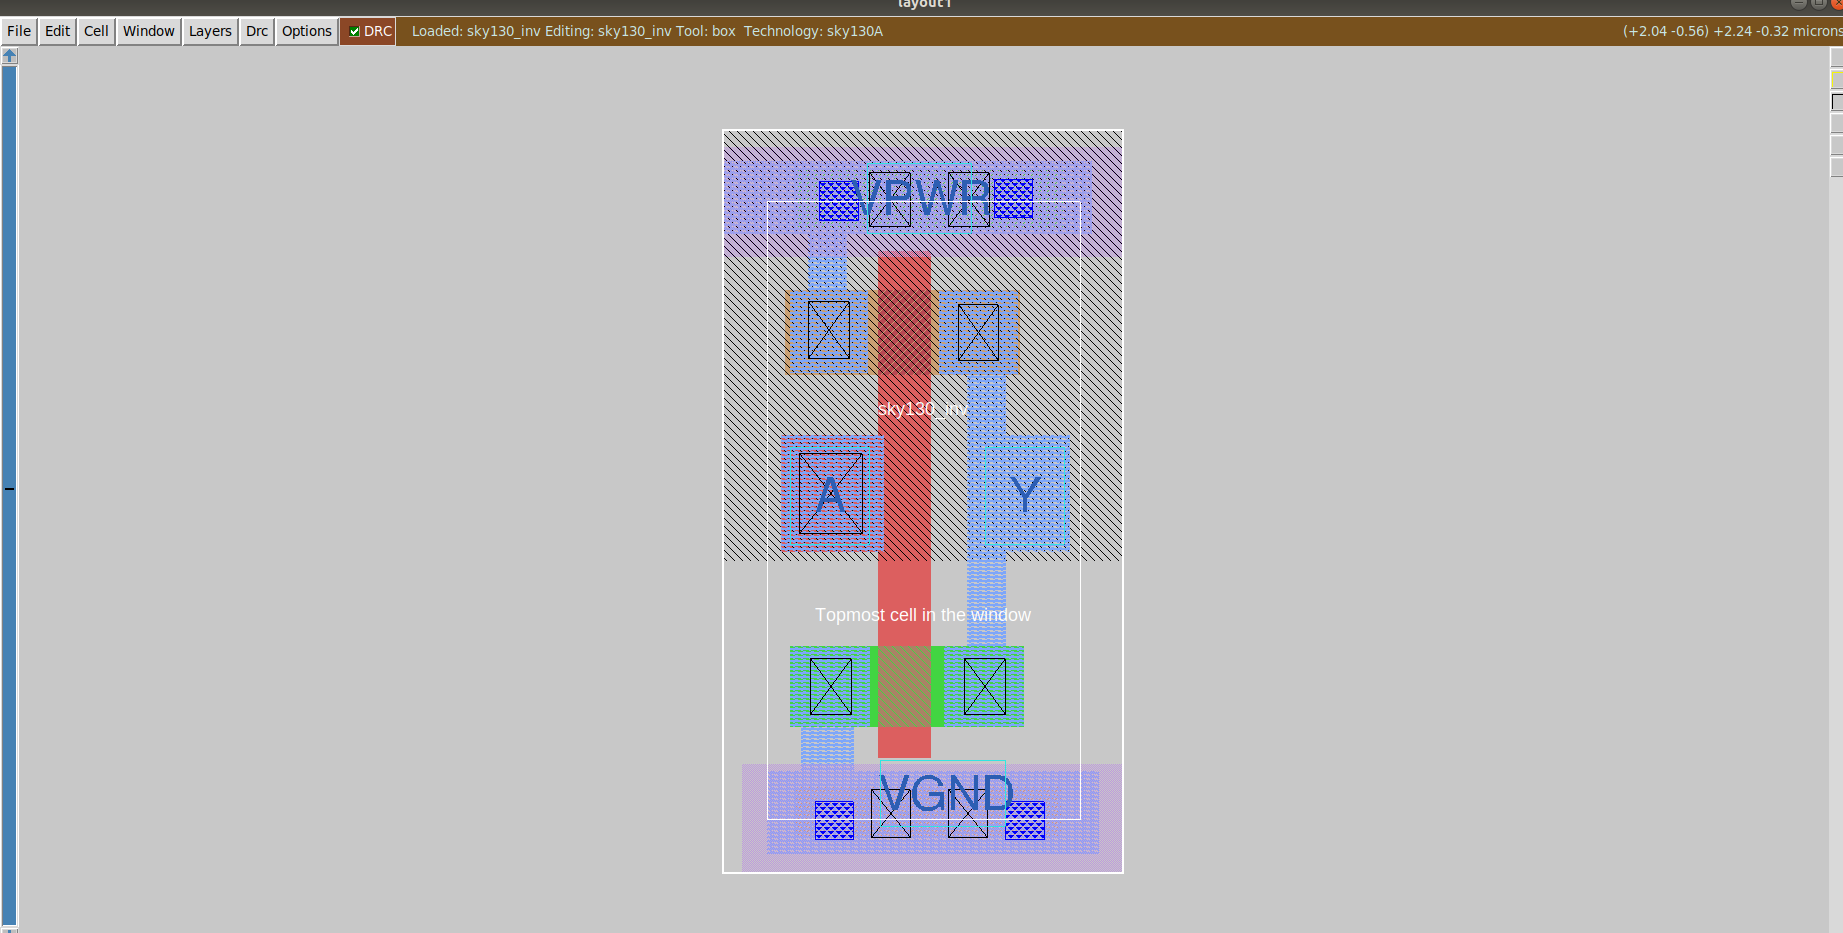 layout1
File Edit Cell Window Layers Drc Options DRC Loaded: sky130_inv Editing: sky130_inv Tool: box Technology: sky130A (+2.04 -0.56) +2.24 -0.32 microns
VPWR
sky130_inv
A Y
Topmost cell in the window
VGND